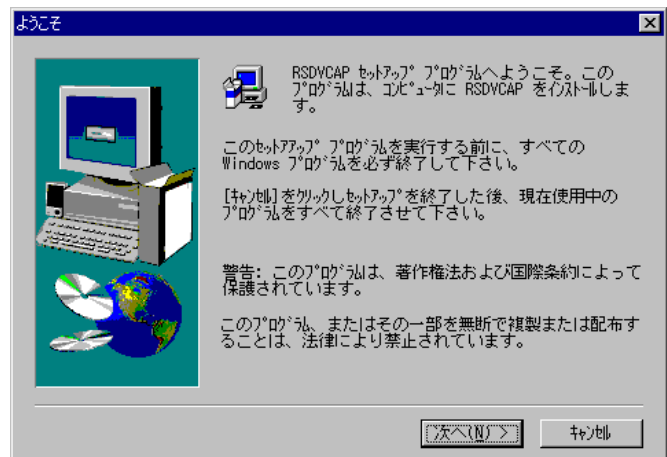 ようこそ
RSDVCAP ｾｯﾄｱｯﾌﾟ ﾌﾟﾛｸﾞﾗﾑへようこそ。この
ﾌﾟﾛｸﾞﾗﾑは、ｺﾝﾋﾟｭｰﾀに RSDVCAP をｲﾝｽﾄｰﾙしま
す。
このｾｯﾄｱｱｯﾌﾟ ﾌﾟﾛｸﾞﾗﾑを実行する前に、すべての
Windows ﾌﾟﾛｸﾞﾗﾑを必ず終了して下さい。
[ｷｬﾝｾﾙ]をｸﾘｯｸしｾｯﾄｱｯﾌﾟを終了した後、現在使用中の
ﾌﾟﾛｸﾞﾗﾑをすべて終了させて下さい。
警告: このﾌﾟﾛｸﾞﾗﾑは、著作権法および国際条約によって
保護されています。
このﾌﾟﾛｸﾞﾗﾑ、またはその一部を無断で複製または配布す
ることは、法律により禁止されています。
次へ(N) >
ｷｬﾝｾﾙ